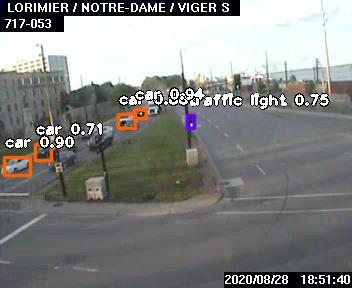 LORIMIER / NOTRE-DAME / VIGER S
717-053
car 0.94
traffic light 0.75
car 0.71
car 0.90
2020/08/28 18:51:40